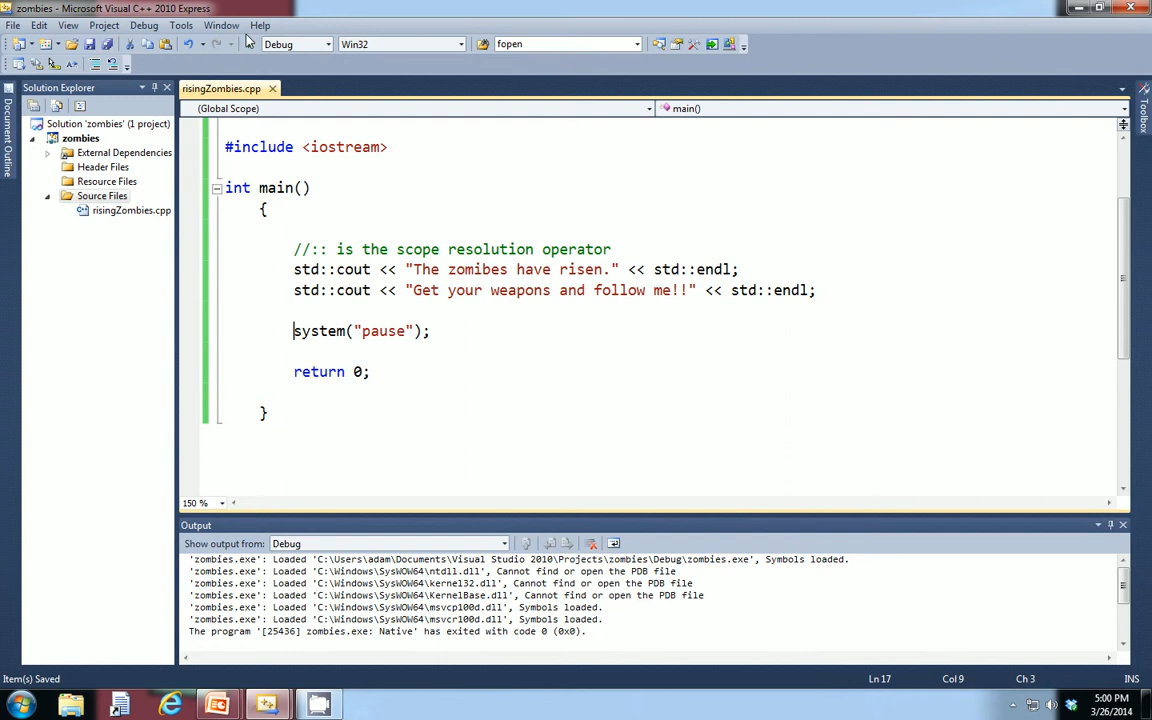 zombies - Microsoft Visual C++ 2010 Express
File Edit View Project Debug Tools Window Help
Debug Win32 fopen
Solution Explorer
risingZombies.cpp
(Global Scope) main()
Document Outline
Toolbox
Solution 'zombies' (1 project)
zombies
External Dependencies
Header Files
Resource Files
Source Files
risingZombies.cpp
#include <iostream>
int main()
{
//:: is the scope resolution operator
std::cout << "The zomibes have risen." << std::endl;
std::cout << "Get your weapons and follow me!!" << std::endl;
system("pause");
return 0;
}
150 %
Output
Show output from: Debug
'zombies.exe': Loaded 'C:\Users\adam\Documents\Visual Studio 2010\Projects\zombies\Debug\zombies.exe', Symbols loaded.
'zombies.exe': Loaded 'C:\Windows\SysWOW64\ntdll.dll', Cannot find or open the PDB file
'zombies.exe': Loaded 'C:\Windows\SysWOW64\kernel32.dll', Cannot find or open the PDB file
'zombies.exe': Loaded 'C:\Windows\SysWOW64\KernelBase.dll', Cannot find or open the PDB file
'zombies.exe': Loaded 'C:\Windows\SysWOW64\msvcp100d.dll', Symbols loaded.
'zombies.exe': Loaded 'C:\Windows\SysWOW64\msvcr100d.dll', Symbols loaded.
The program '[25436] zombies.exe: Native' has exited with code 0 (0x0).
Item(s) Saved Ln 17 Col 9 Ch 3 INS
5:00 PM
3/26/2014